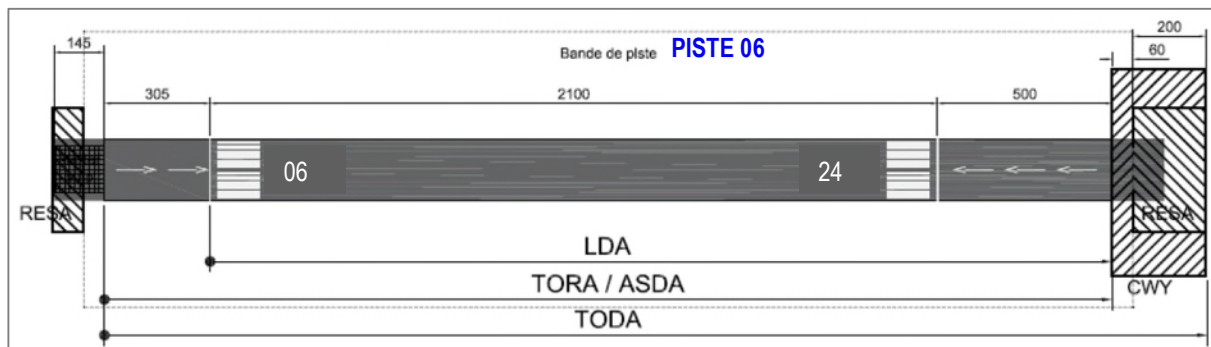 200
145
Bande de piste PISTE 06
60
305
2100
500
06
24
RESA
RESA
LDA
TORA / ASDA
CWY
TODA